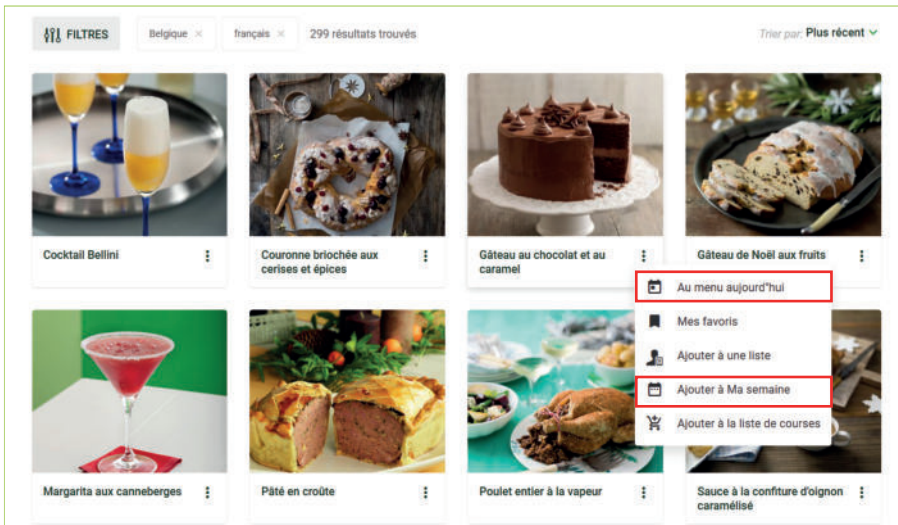 FILTRES Belgique × français × 299 résultats trouvés Trier par: Plus récent
Cocktail Bellini
Couronne briochée aux
cerises et épices
Gâteau au chocolat et au
caramel
Gâteau de Noël aux fruits
Au menu aujourd"hui
Mes favoris
Ajouter à une liste
Ajouter à Ma semaine
Ajouter à la liste de courses
Margarita aux canneberges
Pâté en croûte
Poulet entier à la vapeur
Sauce à la confiture d'oignon
caramélisé